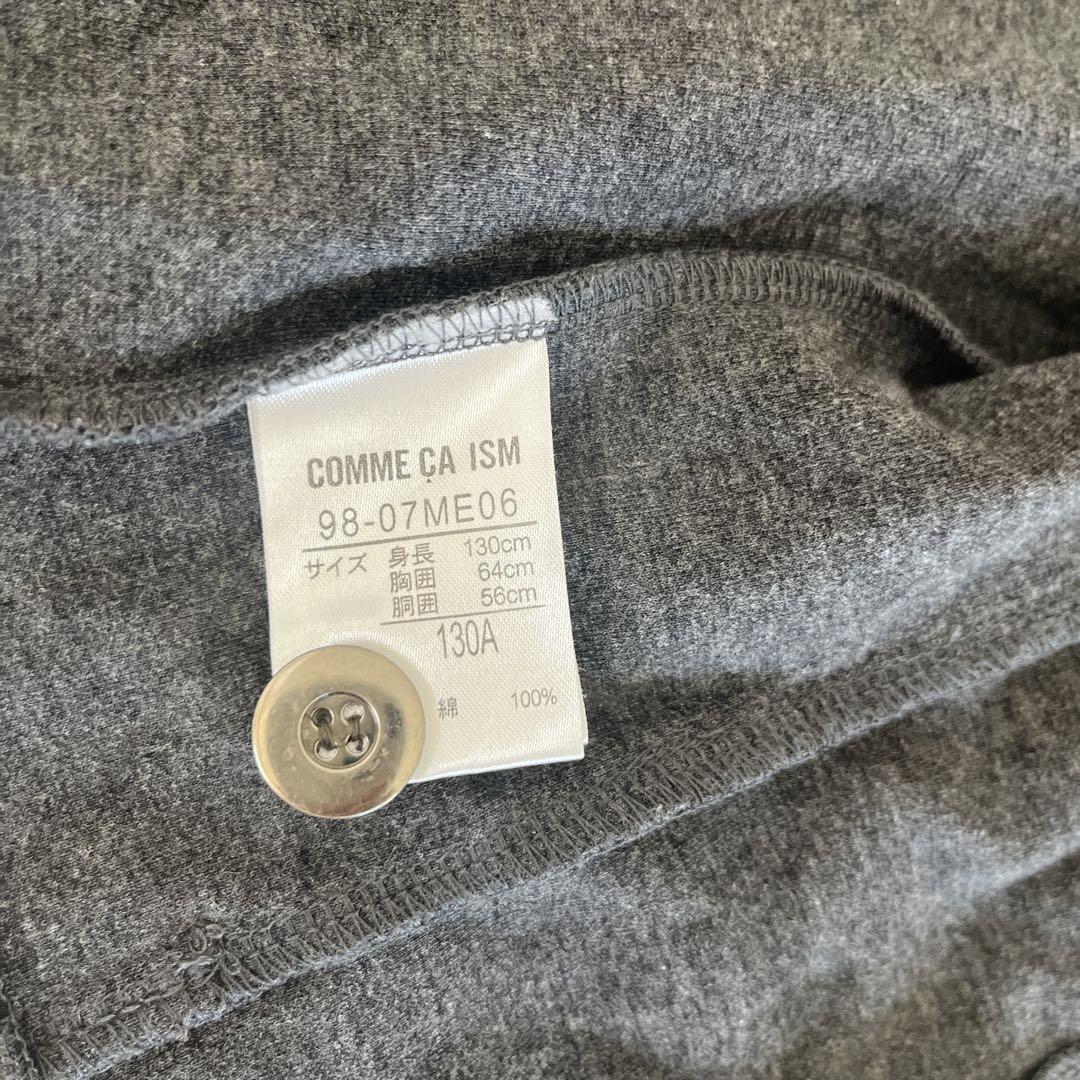 COMME ÇA ISM
98-07ME06
サイズ 身長 130cm
胸囲 64cm
胴囲 56cm
130A
綿 100%